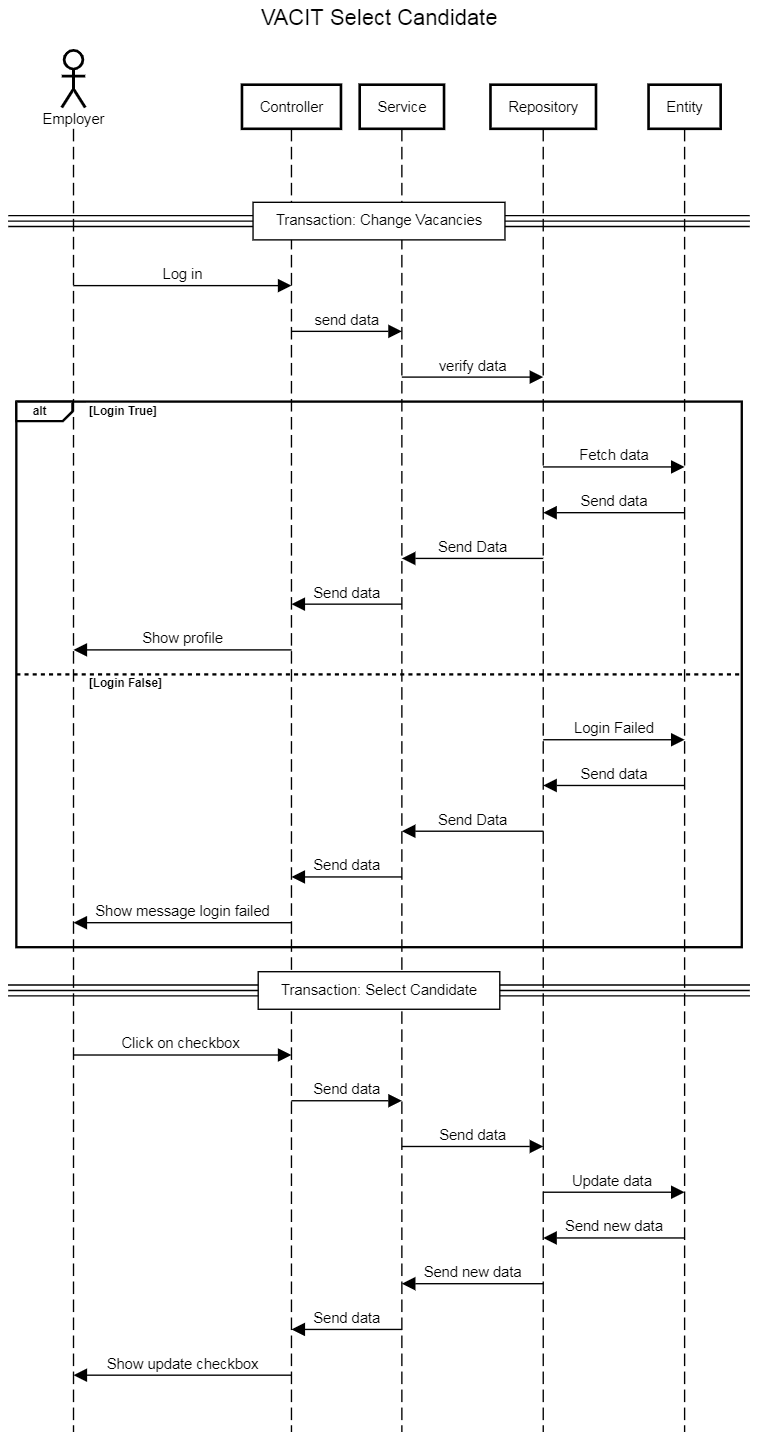 VACIT Select Candidate
Employer
Controller
Service
Repository
Entity
Transaction: Change Vacancies
Log in
send data
verify data
alt
[Login True]
Fetch data
Send data
Send Data
Send data
Show profile
[Login False]
Login Failed
Send data
Send Data
Send data
Show message login failed
Transaction: Select Candidate
Click on checkbox
Send data
Send data
Update data
Send new data
Send new data
Send data
Show update checkbox